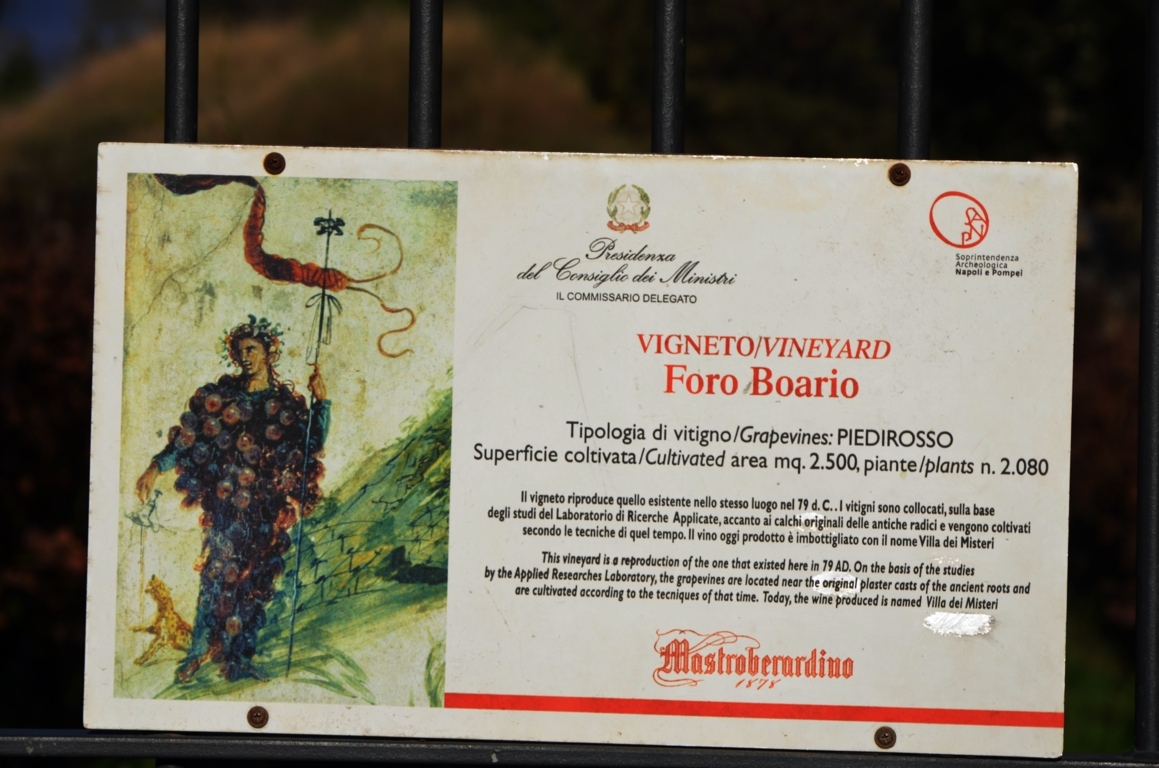 Presidenza
del Consiglio dei Ministri
IL COMMISSARIO DELEGATO
SANP
Soprintendenza
Archeologica
Napoli e Pompei
VIGNETO/VINEYARD
Foro Boario
Tipologia di vitigno/Grapevines: PIEDIROSSO
Superficie coltivata/Cultivated area mq. 2.500, piante/plants n. 2.080
Il vigneto riproduce quello esistente nello stesso luogo nel 79 d. C.. I vitigni sono collocati, sulla base
degli studi del Laboratorio di Ricerche Applicate, accanto ai calchi originali delle antiche radici e vengono coltivati
secondo le tecniche di quel tempo. Il vino oggi prodotto è imbottigliato con il nome Villa dei Misteri
This vineyard is a reproduction of the one that existed here in 79 AD. On the basis of the studies
by the Applied Researches Laboratory, the grapevines are located near the original plaster casts of the ancient roots and
are cultivated according to the tecniques of that time. Today, the wine produced is named Villa dei Misteri
Mastroberardino
1878